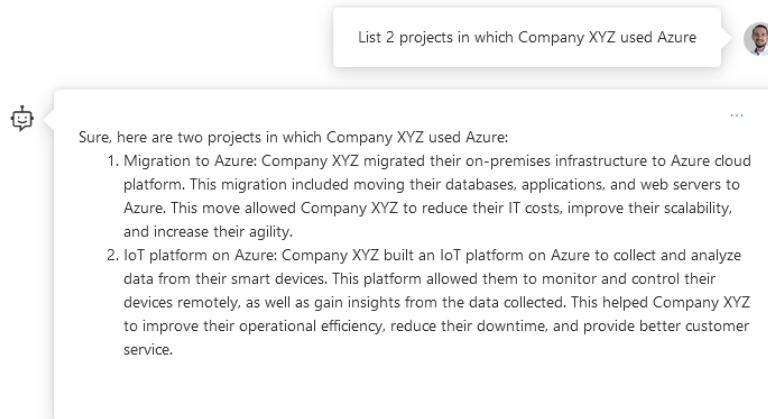 List 2 projects in which Company XYZ used Azure
...
Sure, here are two projects in which Company XYZ used Azure:
1. Migration to Azure: Company XYZ migrated their on-premises infrastructure to Azure cloud
platform. This migration included moving their databases, applications, and web servers to
Azure. This move allowed Company XYZ to reduce their IT costs, improve their scalability,
and increase their agility.
2. IoT platform on Azure: Company XYZ built an IoT platform on Azure to collect and analyze
data from their smart devices. This platform allowed them to monitor and control their
devices remotely, as well as gain insights from the data collected. This helped Company XYZ
to improve their operational efficiency, reduce their downtime, and provide better customer
service.